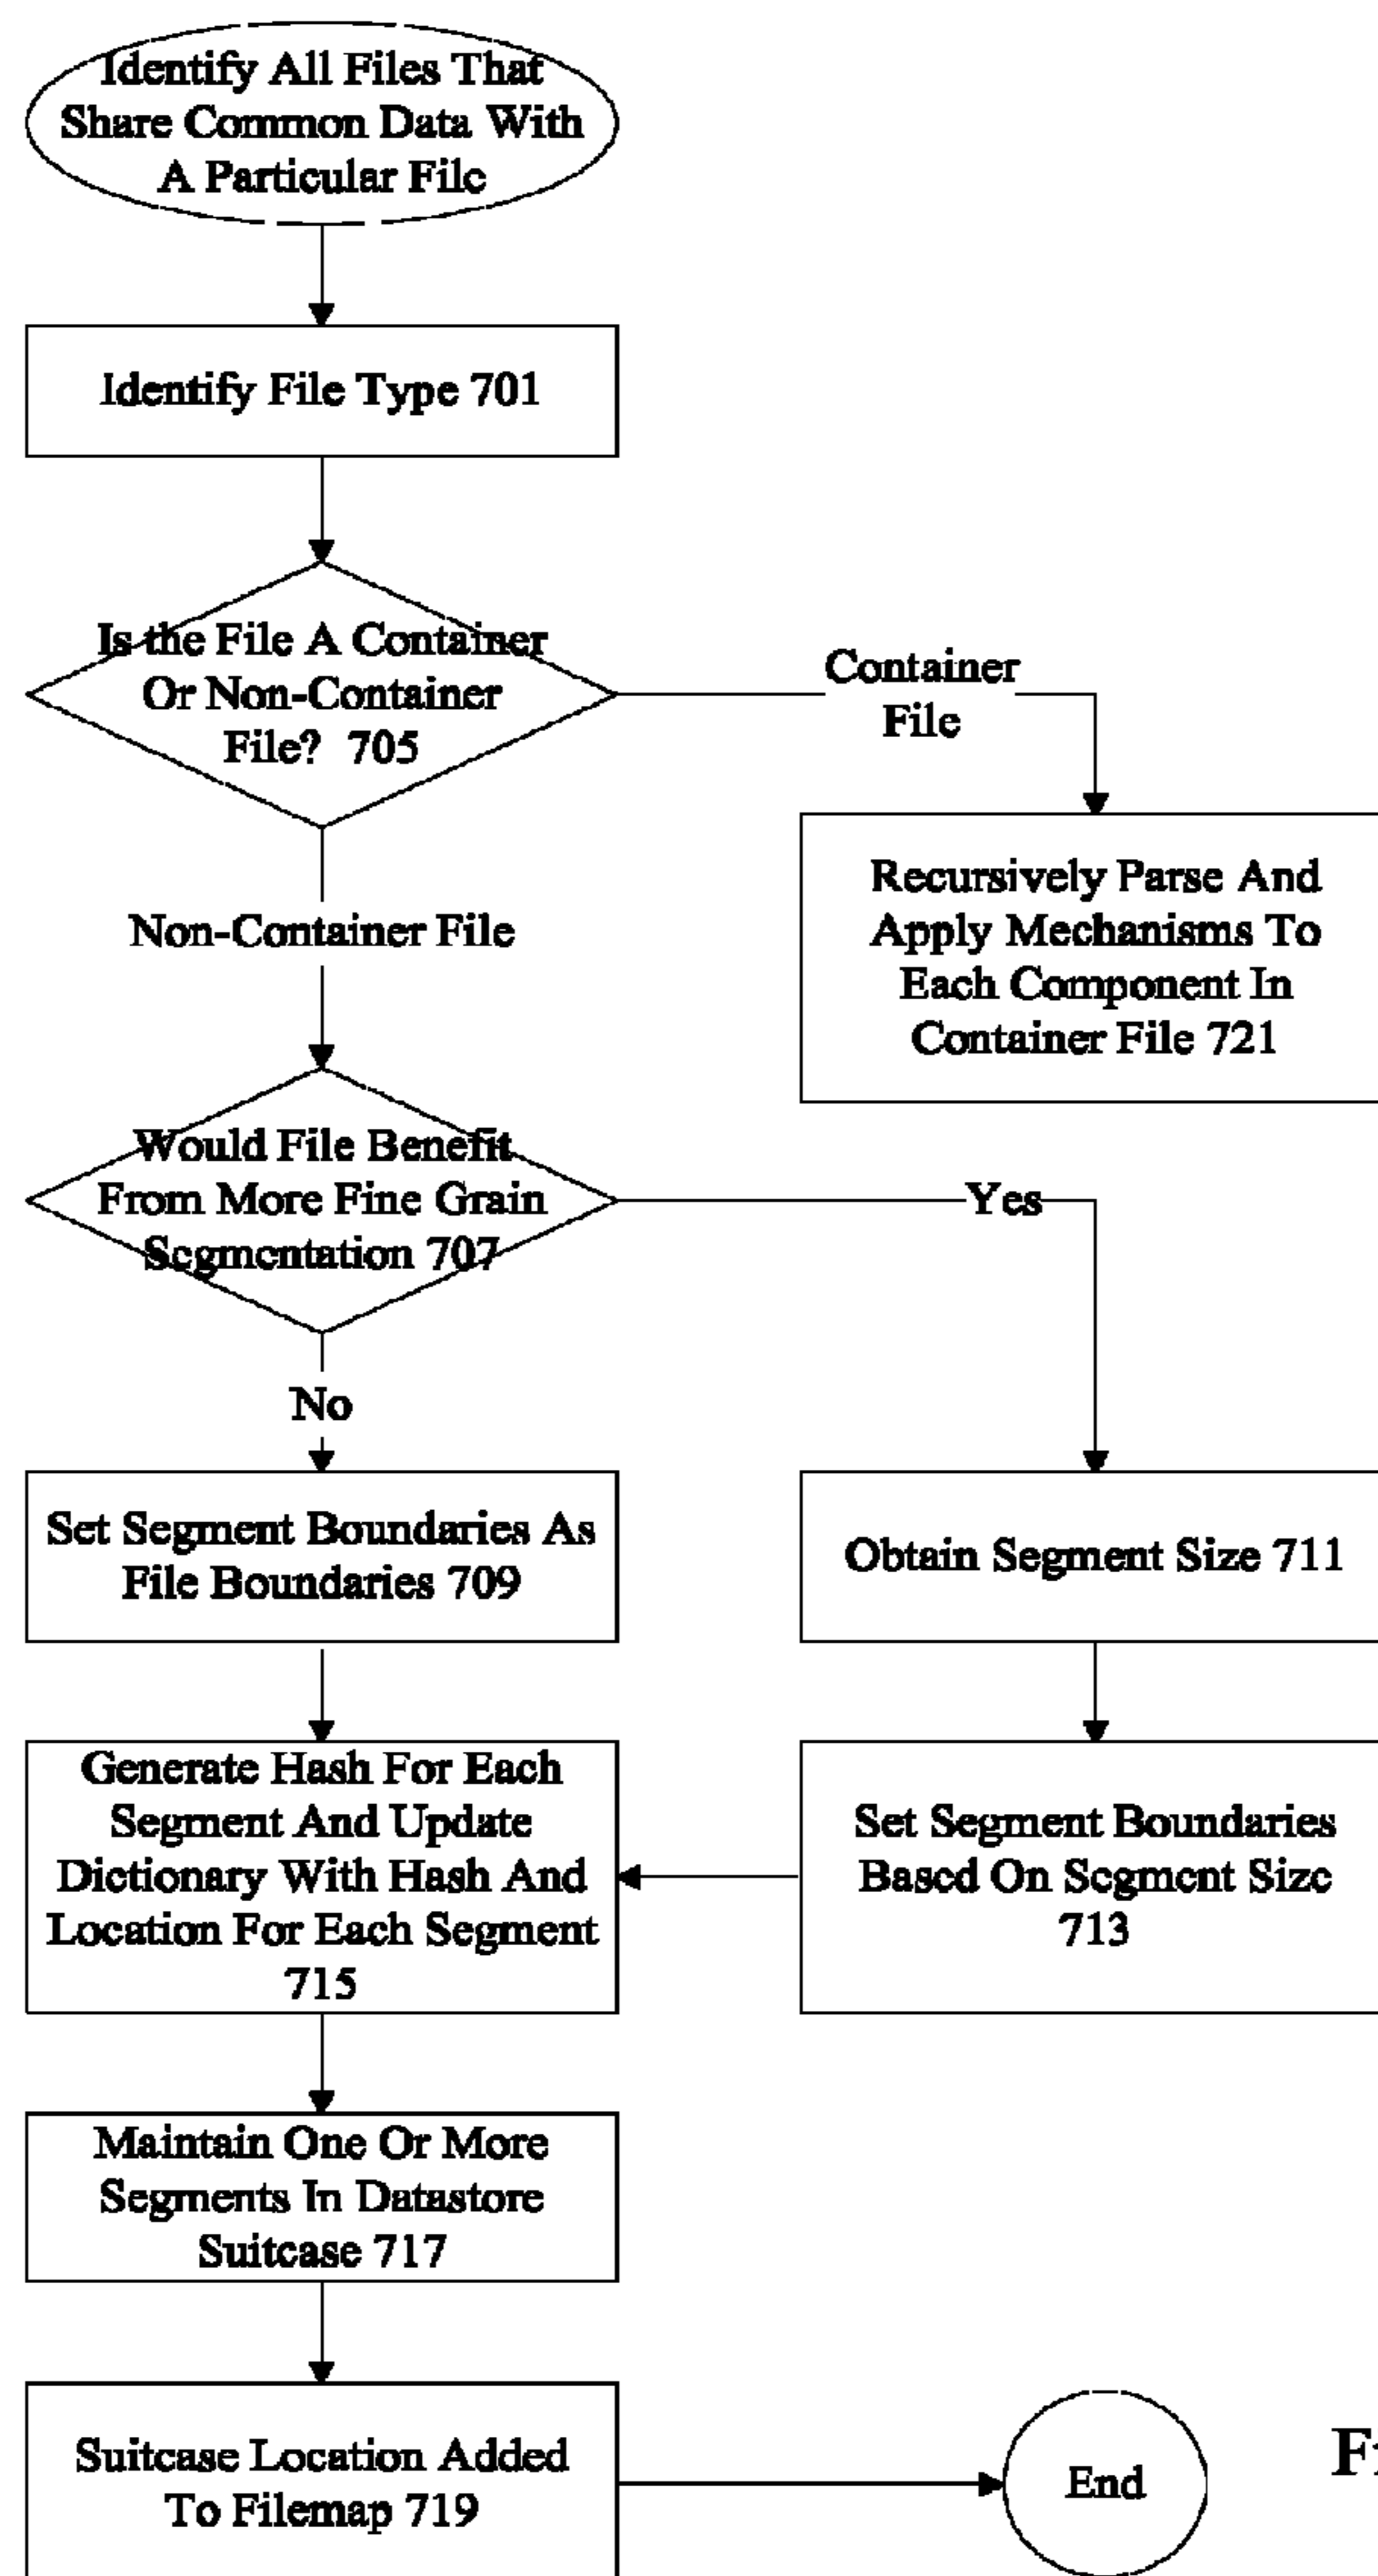 Identify All Files That
Share Common Data With
A Particular File
Identify File Type 701
Is the File A Container
Or Non-Container
File? 705
Container
File
Recursively Parse And
Apply Mechanisms To
Each Component In
Container File 721
Non-Container File
Would File Benefit
From More Fine Grain
Segmentation 707
Yes
No
Set Segment Boundaries As
File Boundaries 709
Obtain Segment Size 711
Generate Hash For Each
Segment And Update
Dictionary With Hash And
Location For Each Segment
715
Set Segment Boundaries
Based On Segment Size
713
Maintain One Or More
Segments In Datastore
Suitcase 717
Suitcase Location Added
To Filemap 719
End